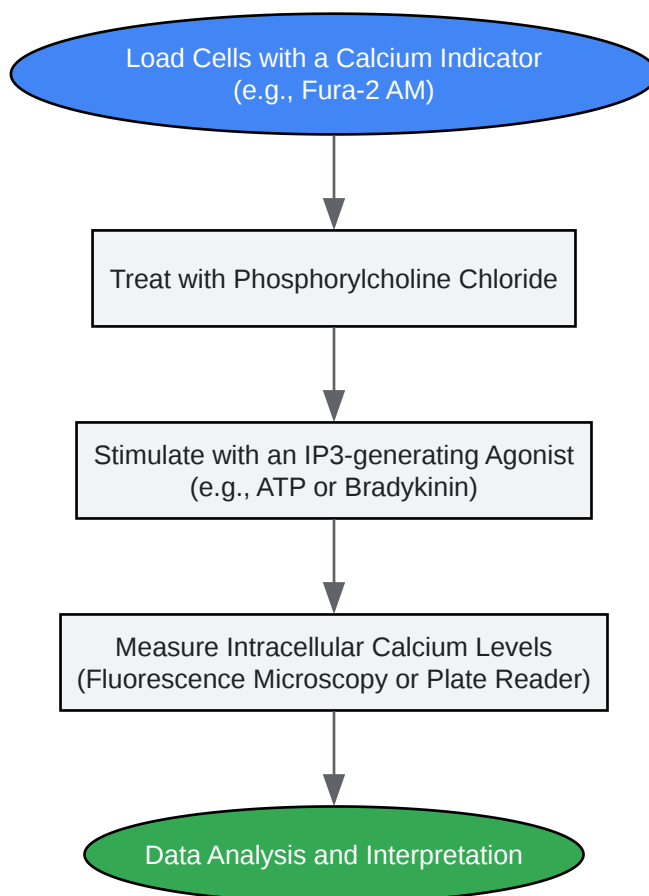 Load Cells with a Calcium Indicator
(e.g., Fura-2 AM)
Treat with Phosphorylcholine Chloride
Stimulate with an IP3-generating Agonist
(e.g., ATP or Bradykinin)
Measure Intracellular Calcium Levels
(Fluorescence Microscopy or Plate Reader)
Data Analysis and Interpretation